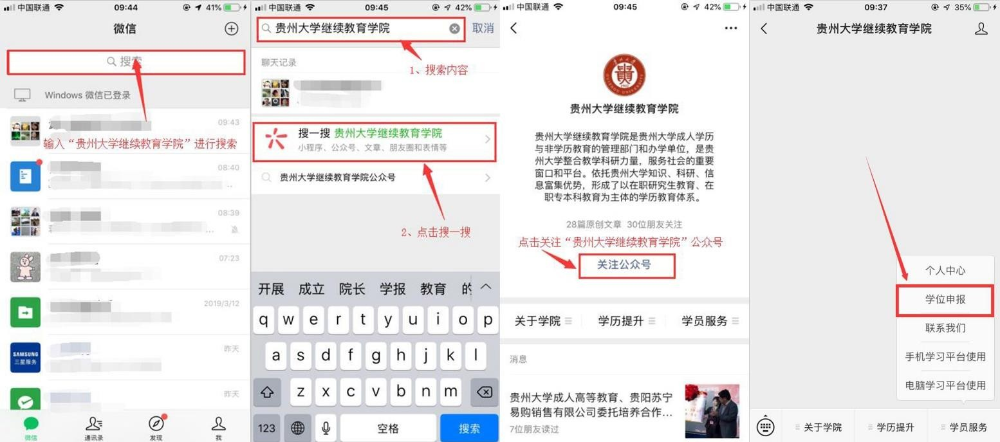 中国联通
09:44
41%
微信
搜索
Windows 微信已登录
09:43
输入“贵州大学继续教育学院”进行搜索
08:40
08:39
07:23
2019/3/12
SAMSUNG
三星服务
昨天
昨天
微信
通讯录
发现
我
中国联通
09:45
42%
贵州大学继续教育学院
取消
1、搜索内容
聊天记录
搜一搜 贵州大学继续教育学院
小程序、公众号、文章、朋友圈和表情等
贵州大学继续教育学院公众号
2、点击搜一搜
开展 成立 院长 学报 教育 的
q w e r t y u i o p
a s d f g h j k l
z x c v b n m
123
空格
搜索
中国联通
09:45
42%
贵州大学继续教育学院
贵州大学继续教育学院是贵州大学成人学历
与非学历教育的管理部门和办学单位，是贵
州大学整合教学科研力量，服务社会的重要
窗口和平台。依托贵州大学知识、科研、信
息富集优势，形成了以在职研究生教育、在
职专本科教育为主体的学历教育体系。
28篇原创文章 30位朋友关注
点击关注“贵州大学继续教育学院”公众号
关注公众号
关于学院
学历提升
学员服务
消息
贵州大学成人高等教育、贵阳苏宁
易购销售有限公司委托培养合作...
7位朋友读过
中国联通
09:37
35%
贵州大学继续教育学院
个人中心
学位申报
联系我们
手机学习平台使用
电脑学习平台使用
关于学院
学历提升
学员服务